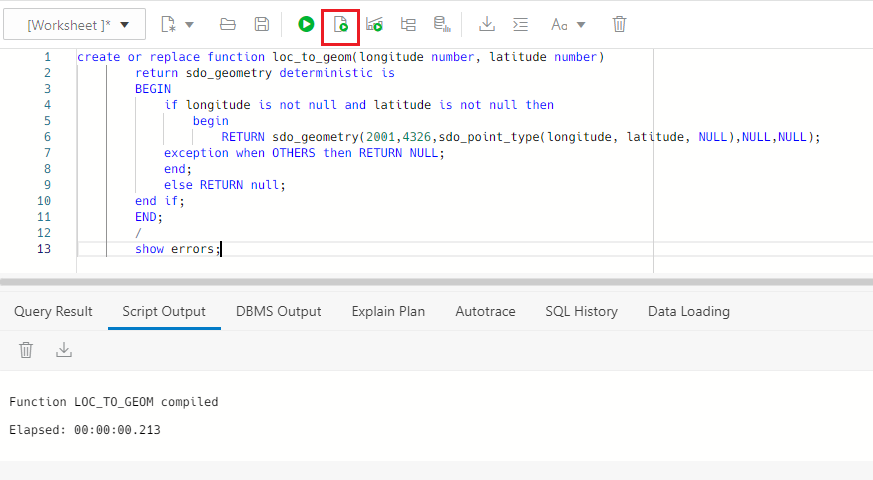 [Worksheet ]*
Aa
1 create or replace function loc_to_geom(longitude number, latitude number)
2 return sdo_geometry deterministic is
3 BEGIN
4 if longitude is not null and latitude is not null then
5 begin
6 RETURN sdo_geometry(2001,4326,sdo_point_type(longitude, latitude, NULL),NULL,NULL);
7 exception when OTHERS then RETURN NULL;
8 end;
9 else RETURN null;
10 end if;
11 END;
12 /
13 show errors;
Query Result Script Output DBMS Output Explain Plan Autotrace SQL History Data Loading
Function LOC_TO_GEOM compiled
Elapsed: 00:00:00.213